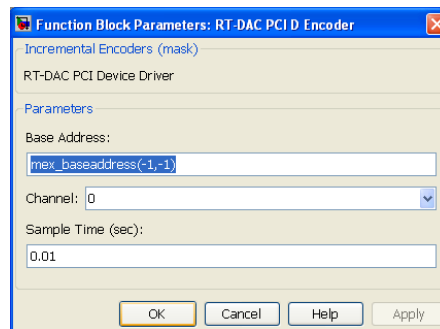 Function Block Parameters: RT-DAC PCI D Encoder
Incremental Encoders (mask)
RT-DAC PCI Device Driver
Parameters
Base Address:
mex_baseaddress(-1,-1)
Channel: 0
Sample Time (sec):
0.01
OK Cancel Help Apply